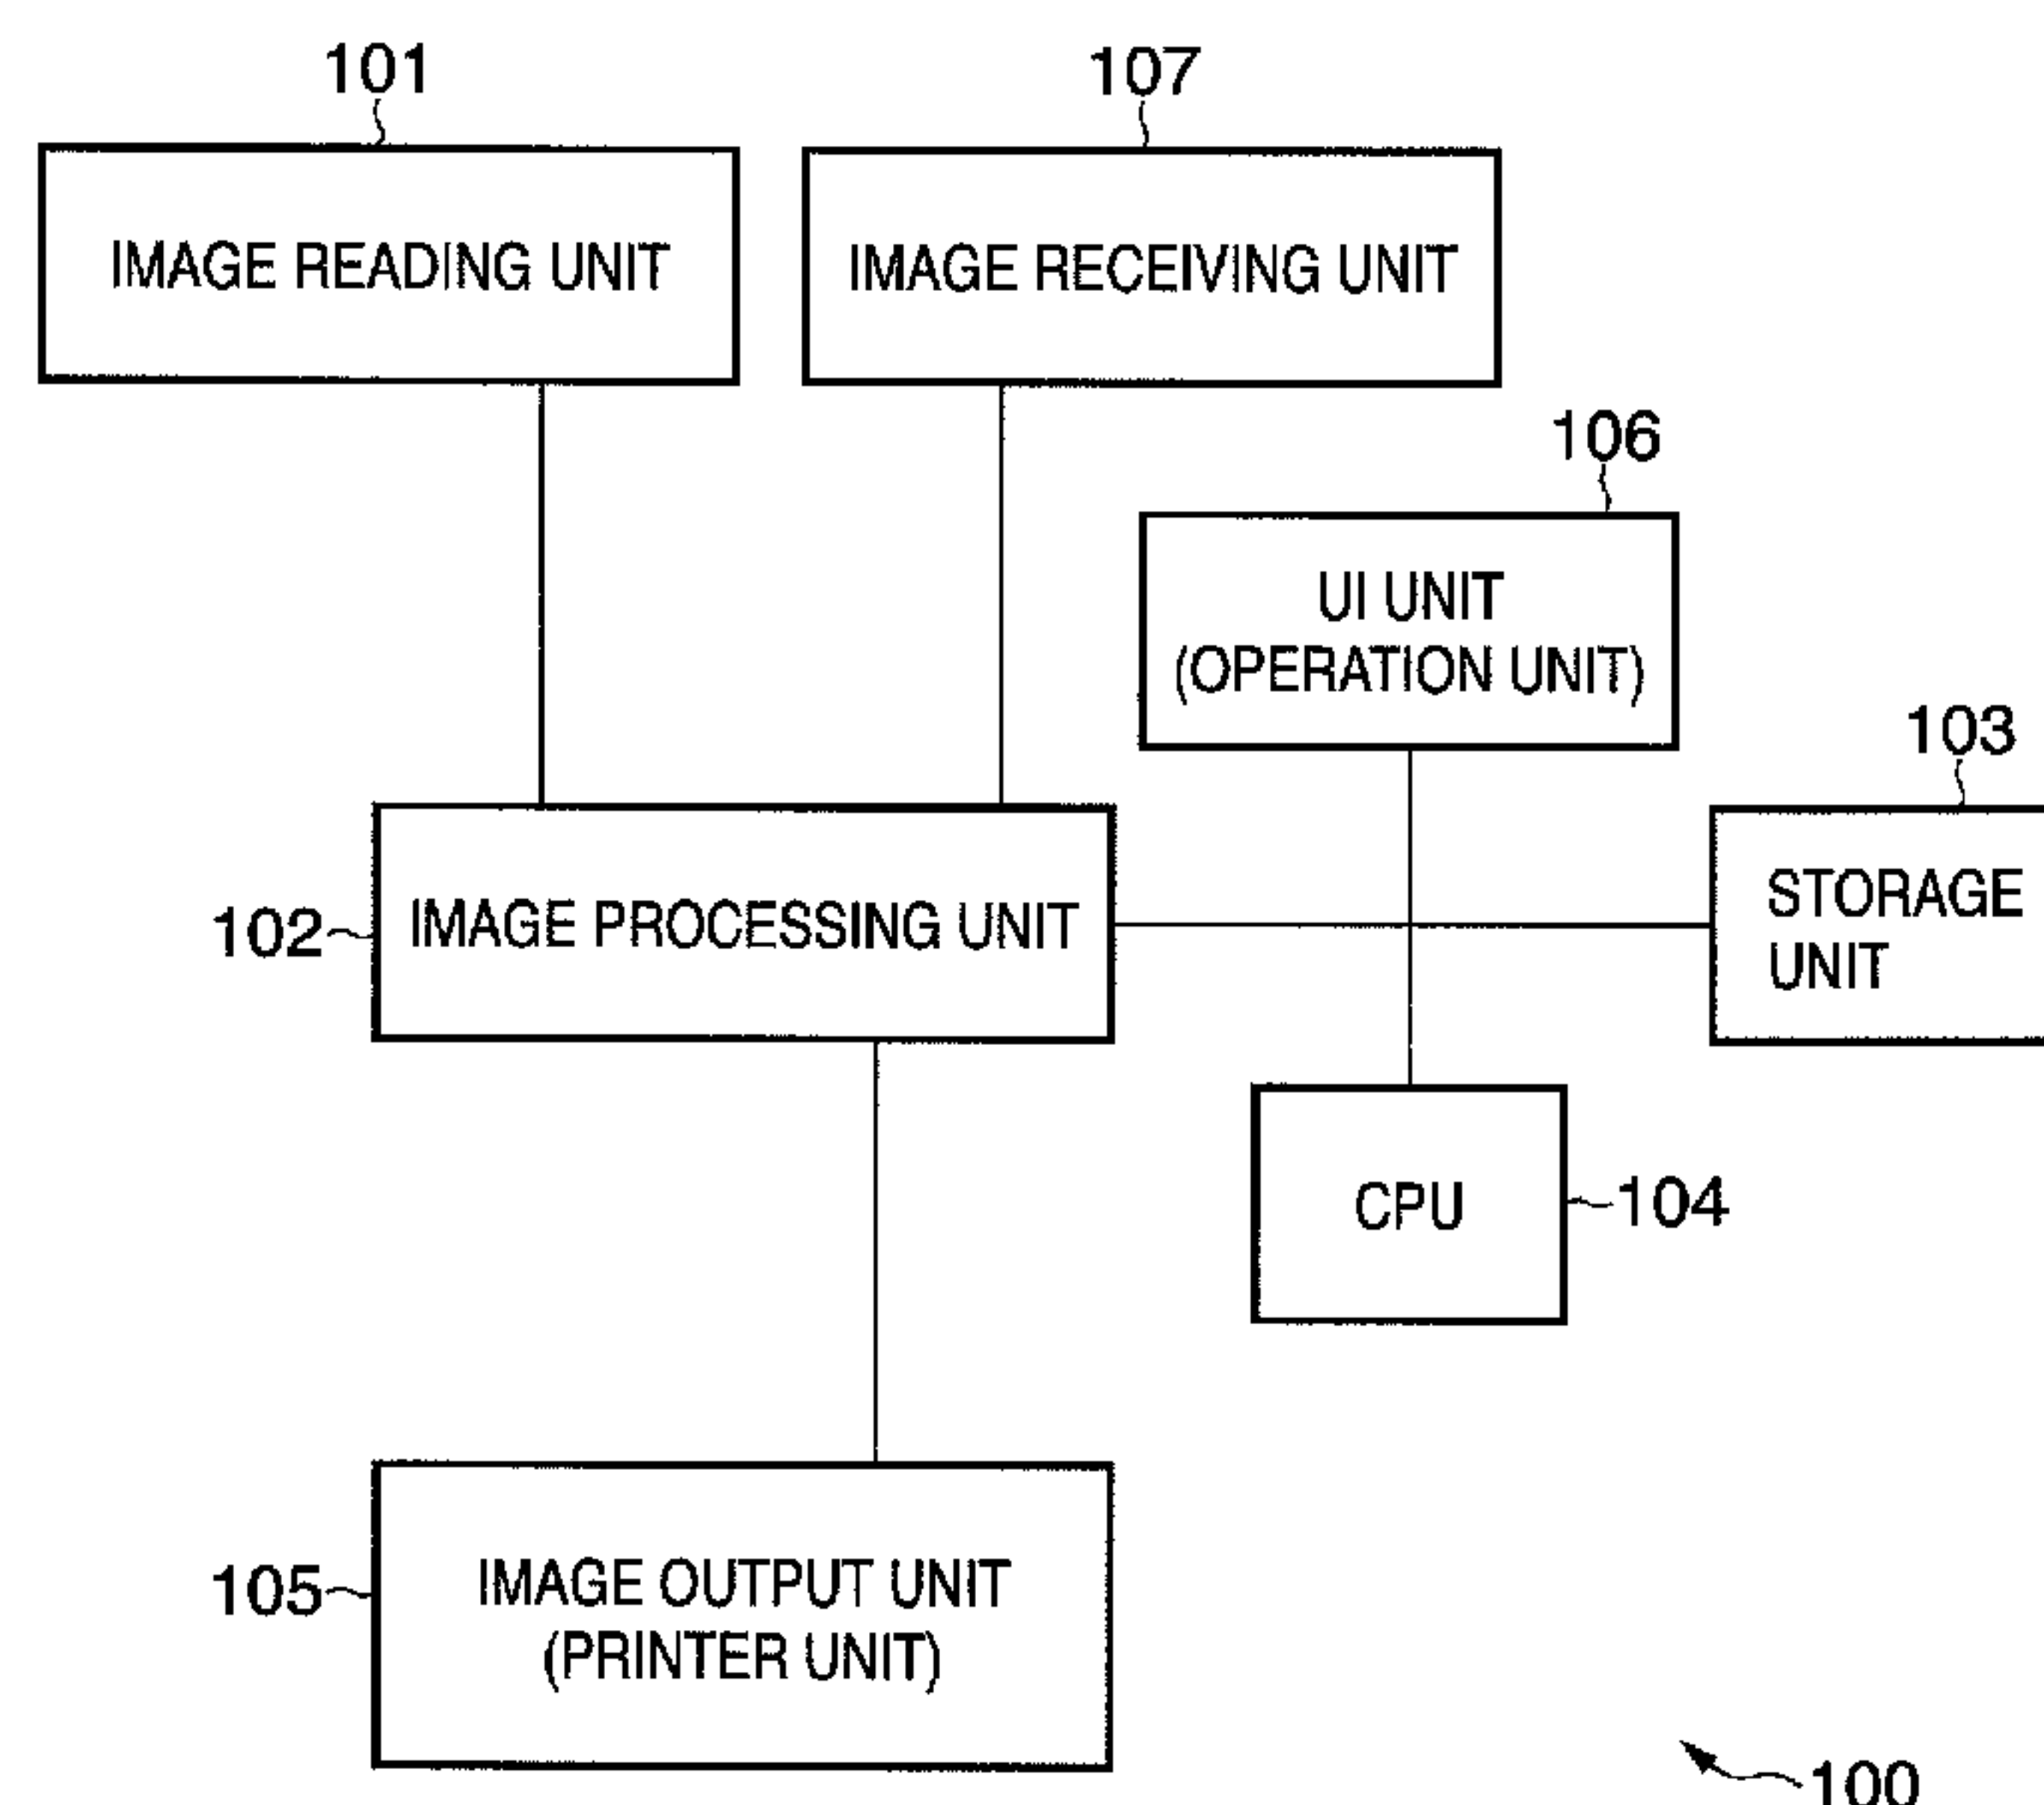 101
107
IMAGE READING UNIT
IMAGE RECEIVING UNIT
106
UI UNIT
(OPERATION UNIT)
103
102
IMAGE PROCESSING UNIT
STORAGE
UNIT
CPU
104
105
IMAGE OUTPUT UNIT
(PRINTER UNIT)
100